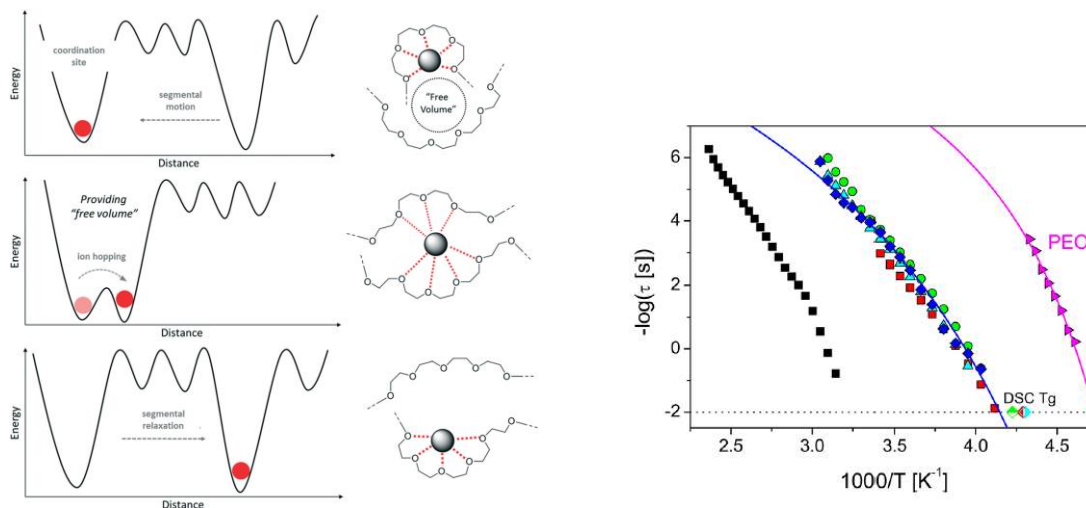 Energy
coordination
site
segmental
motion
Distance
O
O
O
O
O
O
"Free
Volume"
O
O
O
O
O
Energy
Providing
"free volume"
ion hopping
Distance
O
O
O
O
O
O
O
O
Energy
segmental
relaxation
Distance
O
O
O
O
O
O
O
O
O
-log(τ [s])
6
4
2
0
-2
PEO
DSC Tg
2.5
3.0
3.5
4.0
4.5
1000/T [K⁻¹]